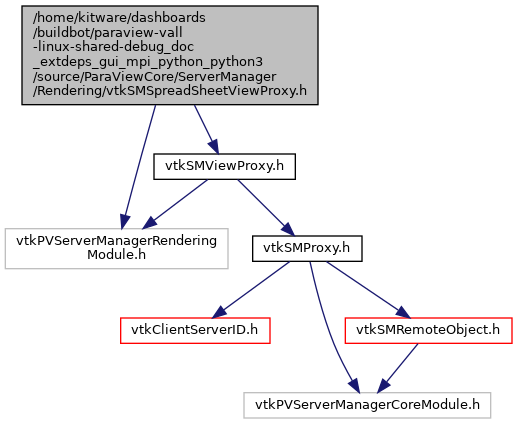 /home/kitware/dashboards
/buildbot/paraview-vall
-linux-shared-debug_doc
_extdeps_gui_mpi_python_python3
/source/ParaViewCore/ServerManager
/Rendering/vtkSMSpreadSheetViewProxy.h
vtkSMViewProxy.h
vtkPVServerManagerRendering
Module.h
vtkSMProxy.h
vtkClientServerID.h
vtkSMRemoteObject.h
vtkPVServerManagerCoreModule.h